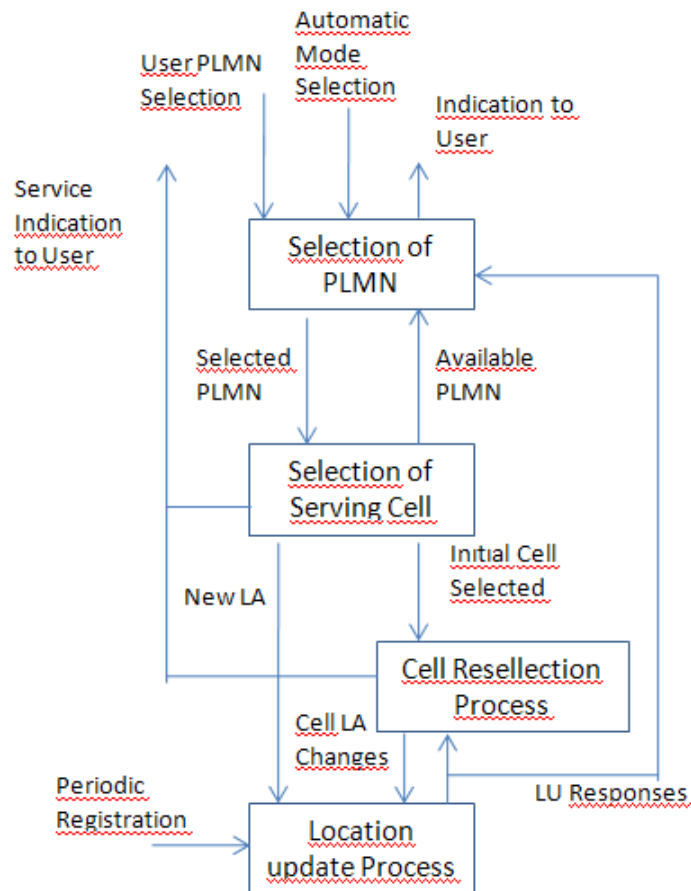 User PLMN
Selection
Automatic
Mode
Selection
Indication to
User
Service
Indication
to User
Selection of
PLMN
Selected
PLMN
Available
PLMN
Selection of
Serving Cell
New LA
Initial Cell
Selected
Cell Resellection
Process
Cell LA
Changes
Periodic
Registration
LU Responses
Location
update Process